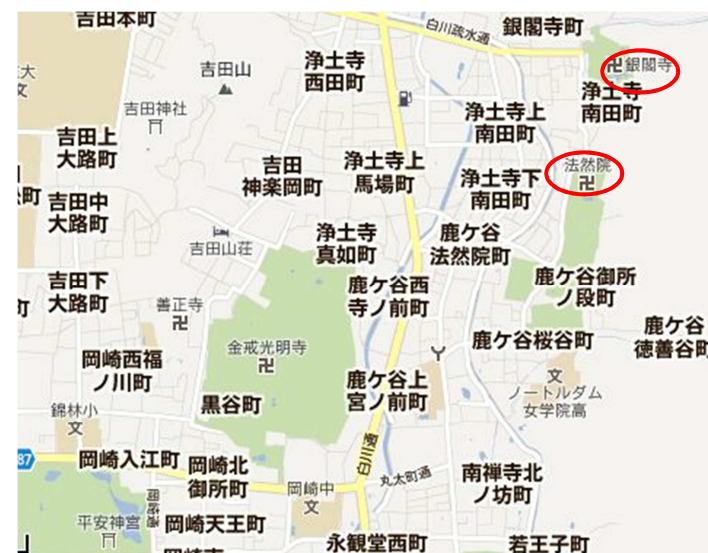 吉田本町
白川疏水通
銀閣寺町
吉田山
浄土寺
西田町
銀閣寺
大
文
浄土寺
南田町
吉田神社
浄土寺上
南田町
吉田上
大路町
吉田
神楽岡町
浄土寺上
馬場町
法然院
浄土寺下
南田町
町
吉田中
大路町
浄土寺
真如町
鹿ケ谷
法然院町
吉田山荘
吉田下
大路町
鹿ケ谷西
寺ノ前町
鹿ケ谷御所
ノ段町
町
善正寺
鹿ケ谷
徳善谷町
鹿ケ谷桜谷町
金戒光明寺
岡崎西福
ノ川町
鹿ケ谷上
宮ノ前町
文
ノートルダム
女学院高
黒谷町
錦林小
文
白川通
岡崎入江町
岡崎北
御所町
丸太町通
南禅寺北
ノ坊町
岡崎中
文
平安神宮
岡崎天王町
永観堂西町
若王子町